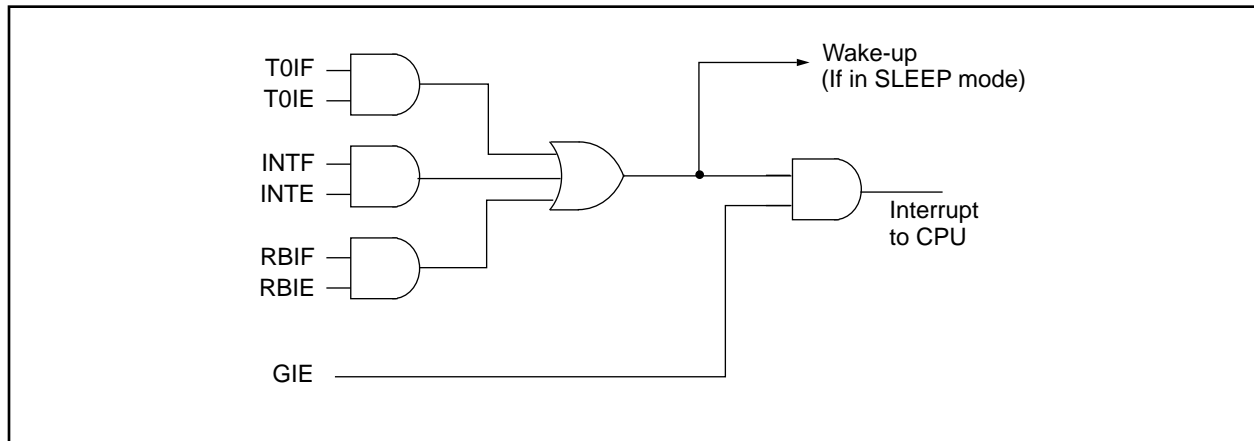 Wake-up
(If in SLEEP mode)
T0IF
T0IE
INTF
INTE
RBIF
RBIE
GIE
Interrupt
to CPU